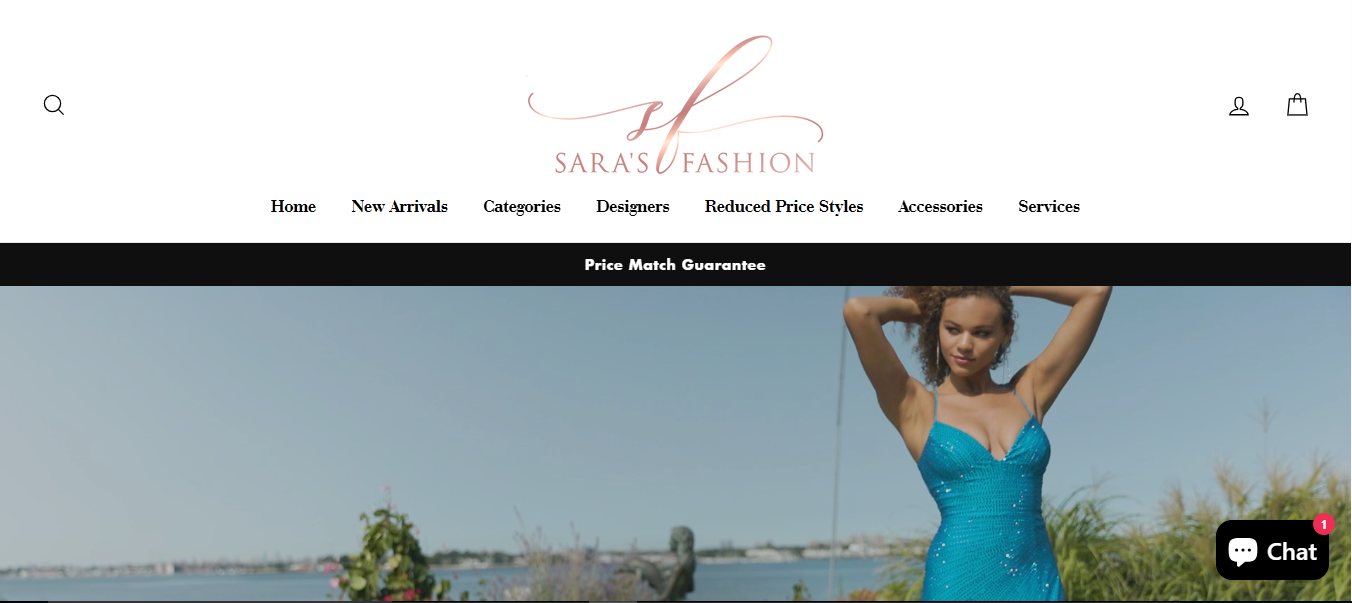 sf
SARA'S FASHION
Home New Arrivals Categories Designers Reduced Price Styles Accessories Services
Price Match Guarantee
1
Chat